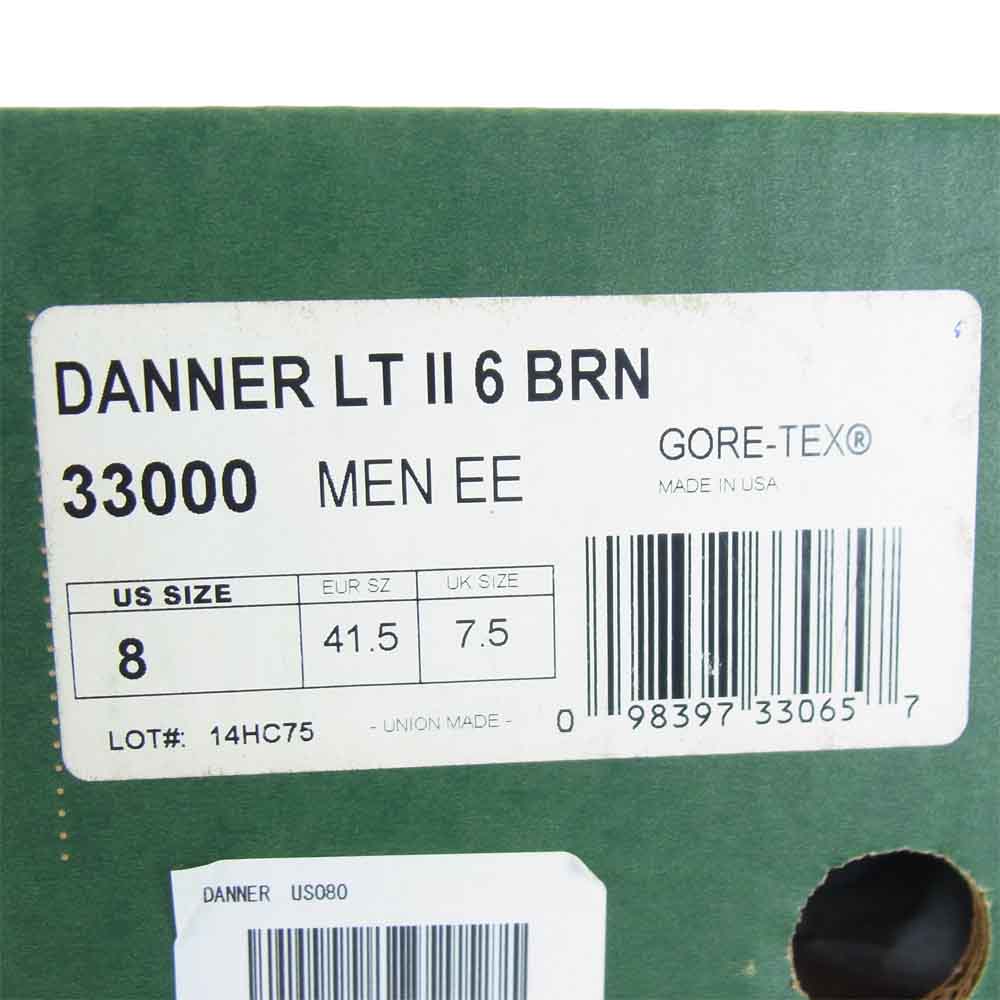 DANNER LT II 6 BRN
33000 MEN EE
GORE-TEX®
MADE IN USA
US SIZE EUR SZ UK SIZE
8 41.5 7.5
LOT#: 14HC75 - UNION MADE -
0 98397 33065 7
DANNER US080